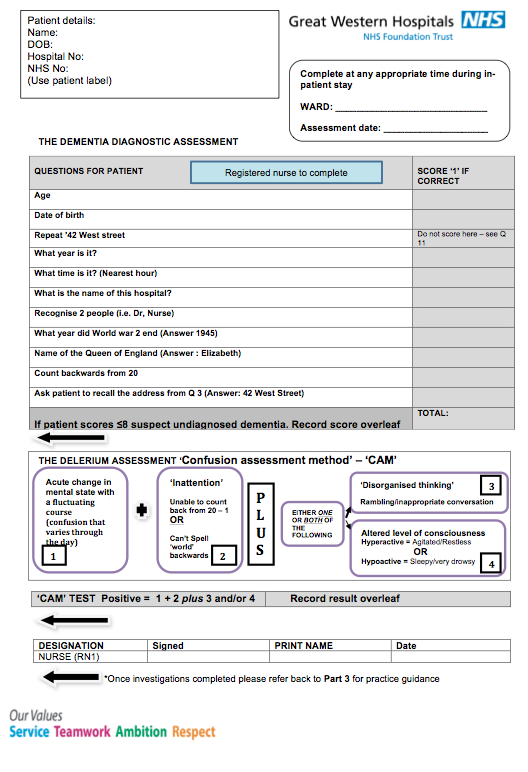 Patient details:
Name:
DOB:
Hospital No:
NHS No:
(Use patient label)
Great Western Hospitals NHS
NHS Foundation Trust
Complete at any appropriate time during in-
patient stay
WARD: ____________________________
Assessment date: ___________________
THE DEMENTIA DIAGNOSTIC ASSESSMENT
QUESTIONS FOR PATIENT
Registered nurse to complete
SCORE '1' IF
CORRECT
Age
Date of birth
Repeat '42 West street
Do not score here – see Q
11
What year is it?
What time is it? (Nearest hour)
What is the name of this hospital?
Recognise 2 people (i.e. Dr, Nurse)
What year did World war 2 end (Answer 1945)
Name of the Queen of England (Answer : Elizabeth)
Count backwards from 20
Ask patient to recall the address from Q 3 (Answer: 42 West Street)
If patient scores ≤8 suspect undiagnosed dementia. Record score overleaf
TOTAL:
THE DELERIUM ASSESSMENT 'Confusion assessment method' – 'CAM'
Acute change in
mental state with
a fluctuating
course
(confusion that
varies through
the day)
1
'Inattention'
Unable to count
back from 20 – 1
OR
Can't Spell
'world'
backwards
2
P
L
U
S
EITHER ONE
OR BOTH OF
THE
FOLLOWING
'Disorganised thinking'
3
Rambling/inappropriate conversation
Altered level of consciousness
Hyperactive = Agitated/Restless
OR
Hypoactive = Sleepy/very drowsy
4
'CAM' TEST Positive = 1 + 2 plus 3 and/or 4
Record result overleaf
DESIGNATION
Signed
PRINT NAME
Date
NURSE (RN1)
*Once investigations completed please refer back to Part 3 for practice guidance
Our Values
Service Teamwork Ambition Respect